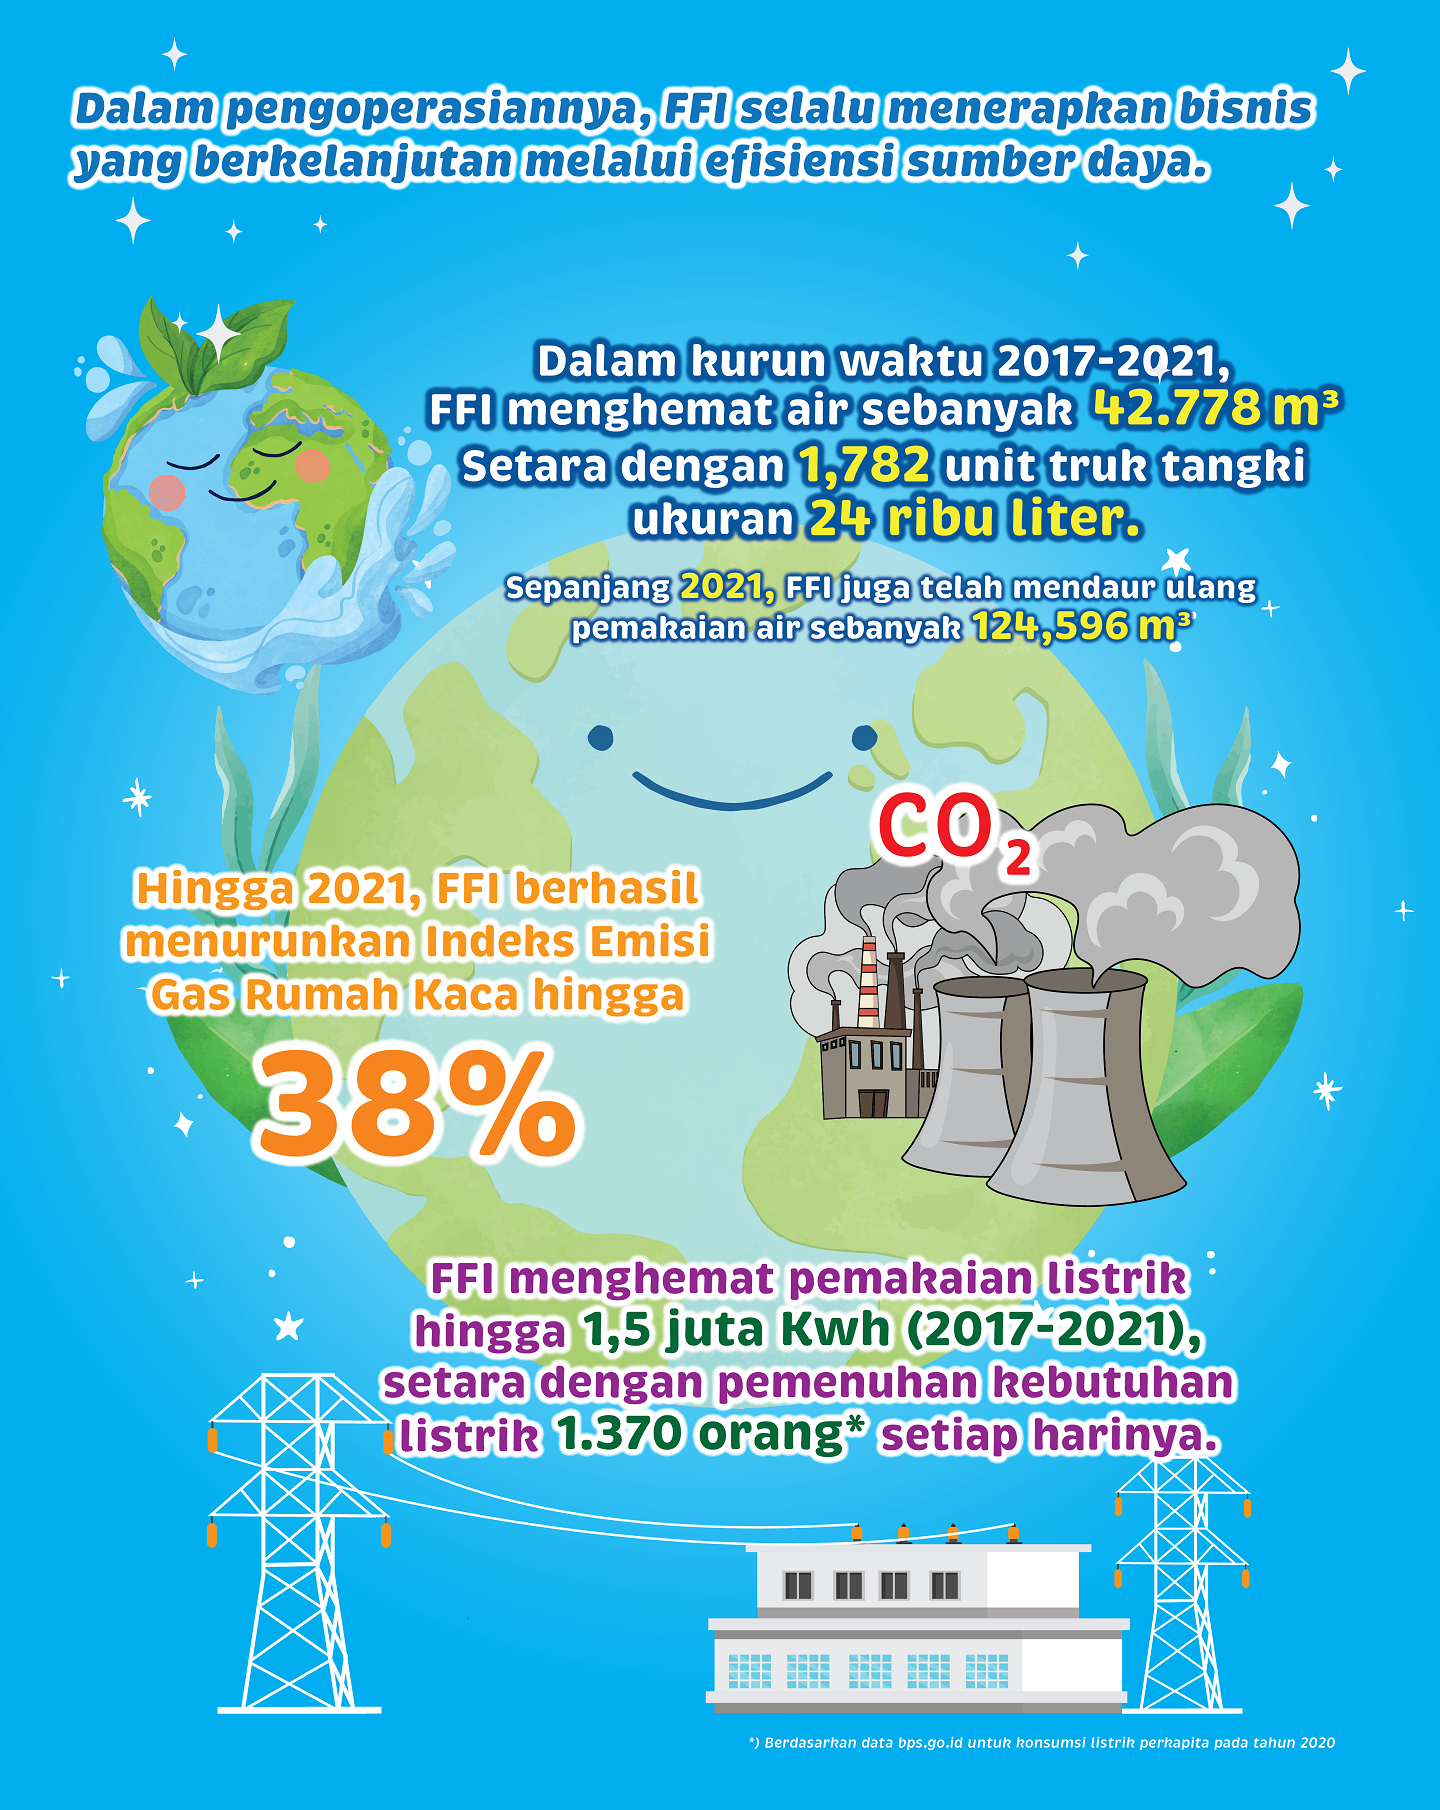 Dalam pengoperasiannya, FFI selalu menerapkan bisnis
yang berkelanjutan melalui efisiensi sumber daya.
Dalam kurun waktu 2017-2021,
FFI menghemat air sebanyak 42.778 m³
Setara dengan 1,782 unit truk tangki
ukuran 24 ribu liter.
Sepanjang 2021, FFI juga telah mendaur ulang
pemakaian air sebanyak 124,596 m³
CO₂
Hingga 2021, FFI berhasil
menurunkan Indeks Emisi
Gas Rumah Kaca hingga
38%
FFI menghemat pemakaian listrik
hingga 1,5 juta Kwh (2017-2021),
setara dengan pemenuhan kebutuhan
listrik 1.370 orang* setiap harinya.
*) Berdasarkan data bps.go.id untuk konsumsi listrik perkapita pada tahun 2020